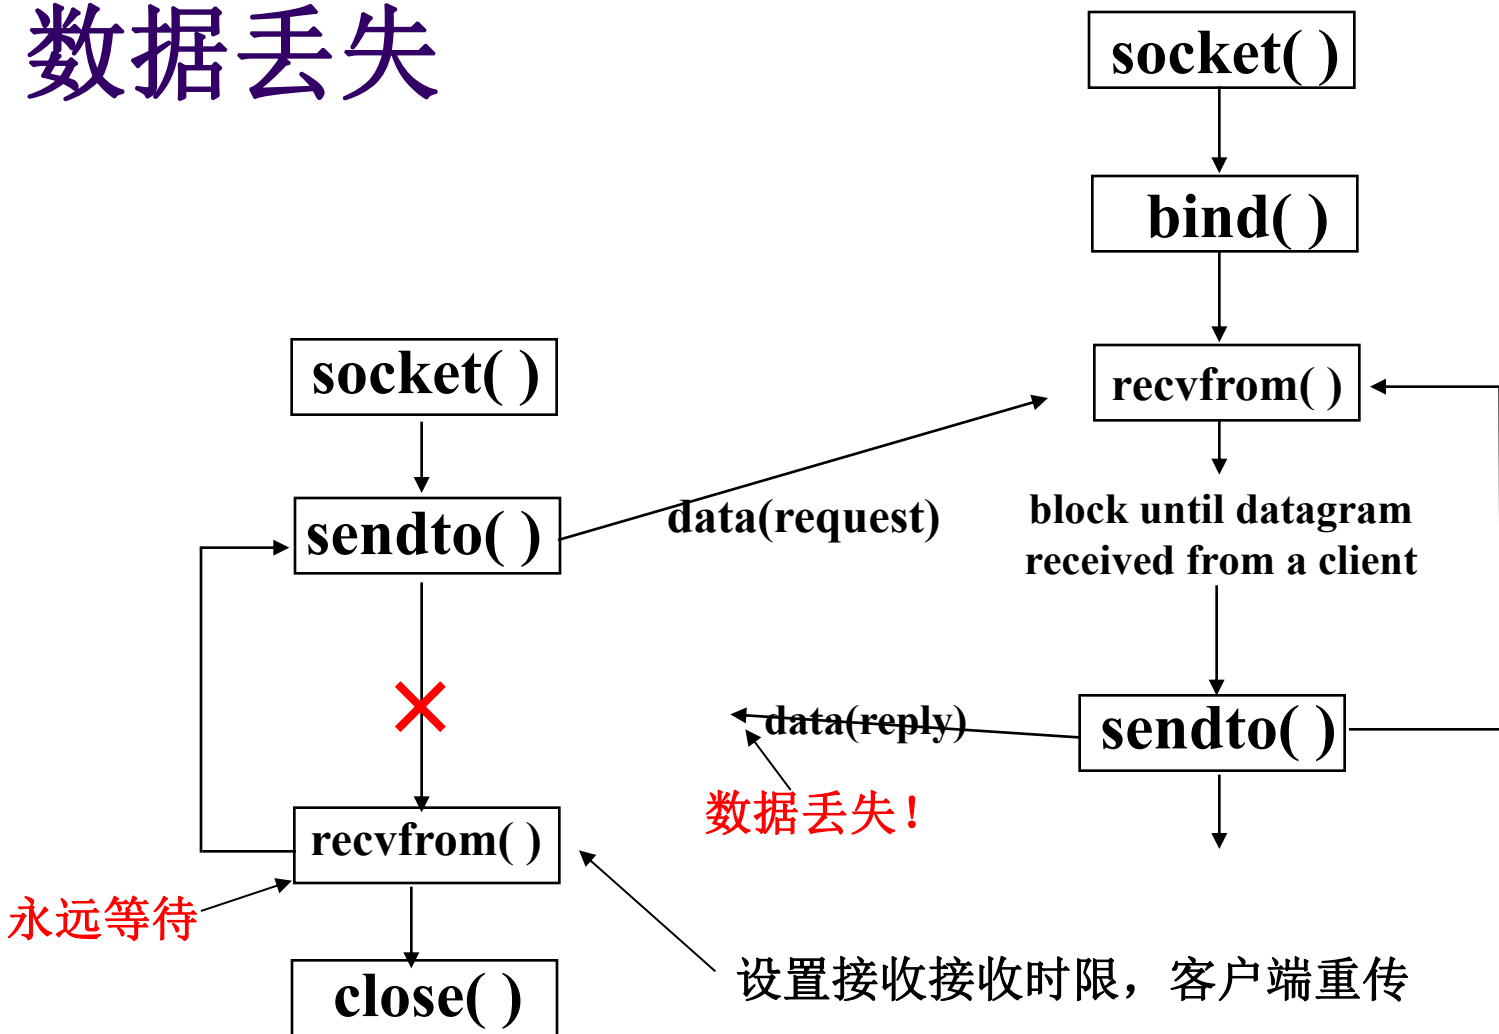 数据丢失
socket( )
bind( )
socket( )
recvfrom( )
sendto( )
data(request)
block until datagram
received from a client
data(reply)
sendto( )
数据丢失！
recvfrom( )
永远等待
设置接收接收时限，客户端重传
close( )